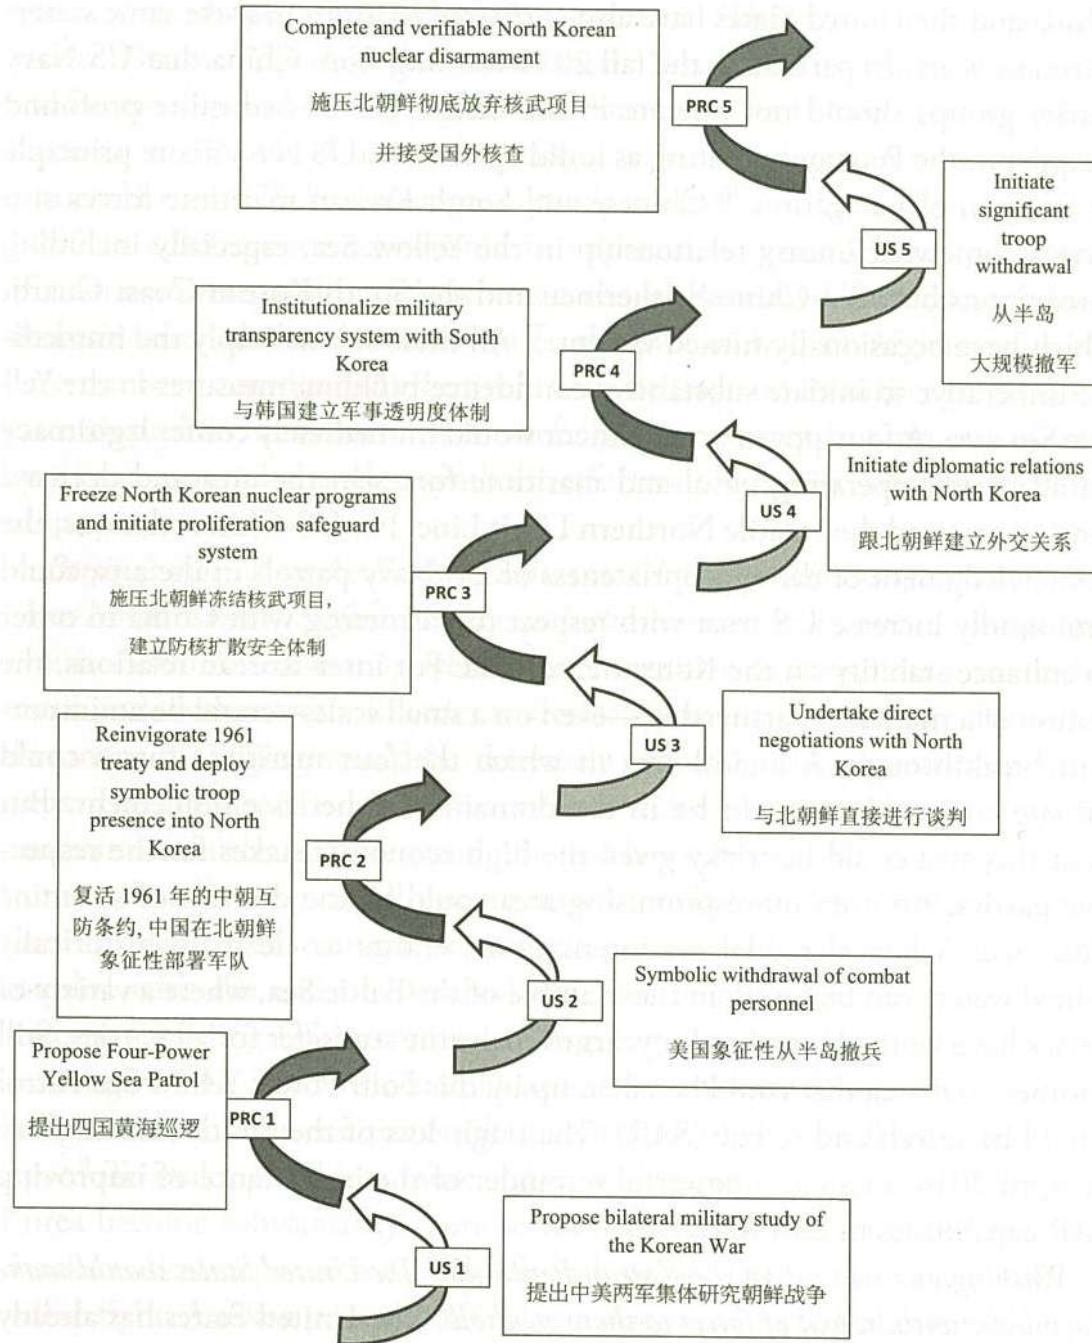 Complete and verifiable North Korean
nuclear disarmament
施压北朝鲜彻底放弃核武项目
并接受国外核查
PRC 5
Initiate
significant
troop
withdrawal
从半岛
大规模撤军
US 5
Institutionalize military
transparency system with South
Korea
与韩国建立军事透明度体制
PRC 4
Initiate diplomatic relations
with North Korea
跟北朝鲜建立外交关系
US 4
Freeze North Korean nuclear programs
and initiate proliferation safeguard
system
施压北朝鲜冻结核武项目,
建立防核扩散安全体制
PRC 3
Undertake direct
negotiations with North
Korea
与北朝鲜直接进行谈判
US 3
Reinvigorate 1961
treaty and deploy
symbolic troop
presence into North
Korea
复活 1961 年的中朝互
防条约, 中国在北朝鲜
象征性部署军队
PRC 2
Symbolic withdrawal of combat
personnel
美国象征性从半岛撤兵
US 2
Propose Four-Power
Yellow Sea Patrol
提出四国黄海巡逻
PRC 1
Propose bilateral military study of
the Korean War
提出中美两军集体研究朝鲜战争
US 1